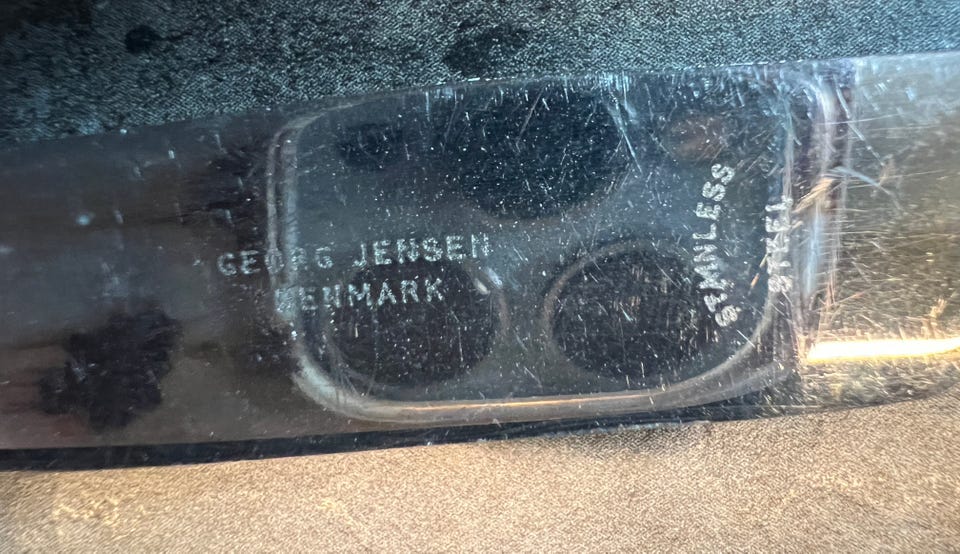 GEORG JENSEN
DENMARK
STAINLESS
STEEL